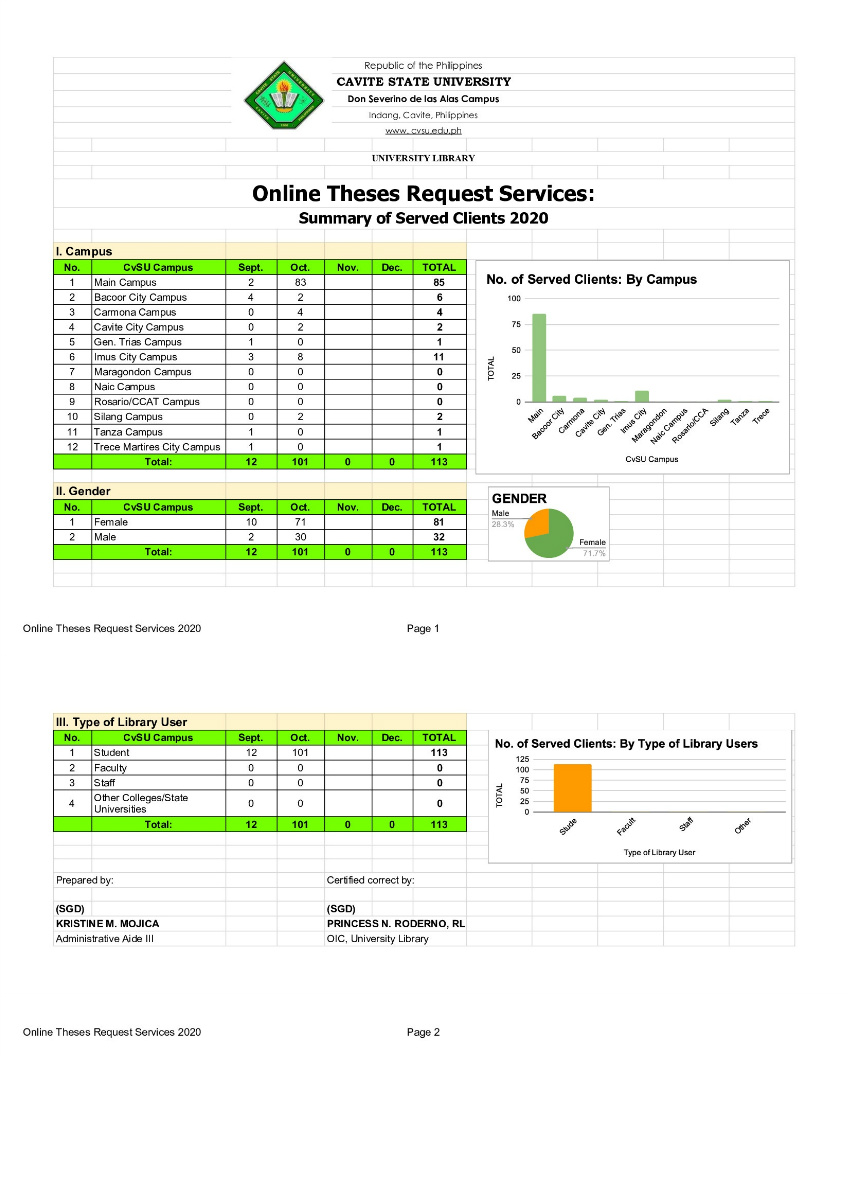 Republic of the Philippines
CAVITE STATE UNIVERSITY
Don Severino de las Alas Campus
Indang, Cavite, Philippines
www. cvsu.edu.ph
UNIVERSITY LIBRARY
Online Theses Request Services:
Summary of Served Clients 2020
I. Campus
No. CvSU Campus Sept. Oct. Nov. Dec. TOTAL
1 Main Campus 2 83 85
2 Bacoor City Campus 4 2 6
3 Carmona Campus 0 4 4
4 Cavite City Campus 0 2 2
5 Gen. Trias Campus 1 0 1
6 Imus City Campus 3 8 11
7 Maragondon Campus 0 0 0
8 Naic Campus 0 0 0
9 Rosario/CCAT Campus 0 0 0
10 Silang Campus 0 2 2
11 Tanza Campus 1 0 1
12 Trece Martires City Campus 1 0 1
Total: 12 101 0 0 113
No. of Served Clients: By Campus
TOTAL
100
75
50
25
0
Main Bacoor City Carmona Cavite City Gen. Trias Imus City Maragondon Naic Campus Rosario/CCA Silang Tanza Trece
CvSU Campus
II. Gender
No. CvSU Campus Sept. Oct. Nov. Dec. TOTAL
1 Female 10 71 81
2 Male 2 30 32
Total: 12 101 0 0 113
GENDER
Male
28.3%
Female
71.7%
Online Theses Request Services 2020 Page 1
III. Type of Library User
No. CvSU Campus Sept. Oct. Nov. Dec. TOTAL
1 Student 12 101 113
2 Faculty 0 0 0
3 Staff 0 0 0
4 Other Colleges/State
Universities 0 0 0
Total: 12 101 0 0 113
No. of Served Clients: By Type of Library Users
TOTAL
125
100
75
50
25
0
Stude Facult Staff Other
Type of Library User
Prepared by: Certified correct by:
(SGD) (SGD)
KRISTINE M. MOJICA PRINCESS N. RODERNO, RL
Administrative Aide III OIC, University Library
Online Theses Request Services 2020 Page 2